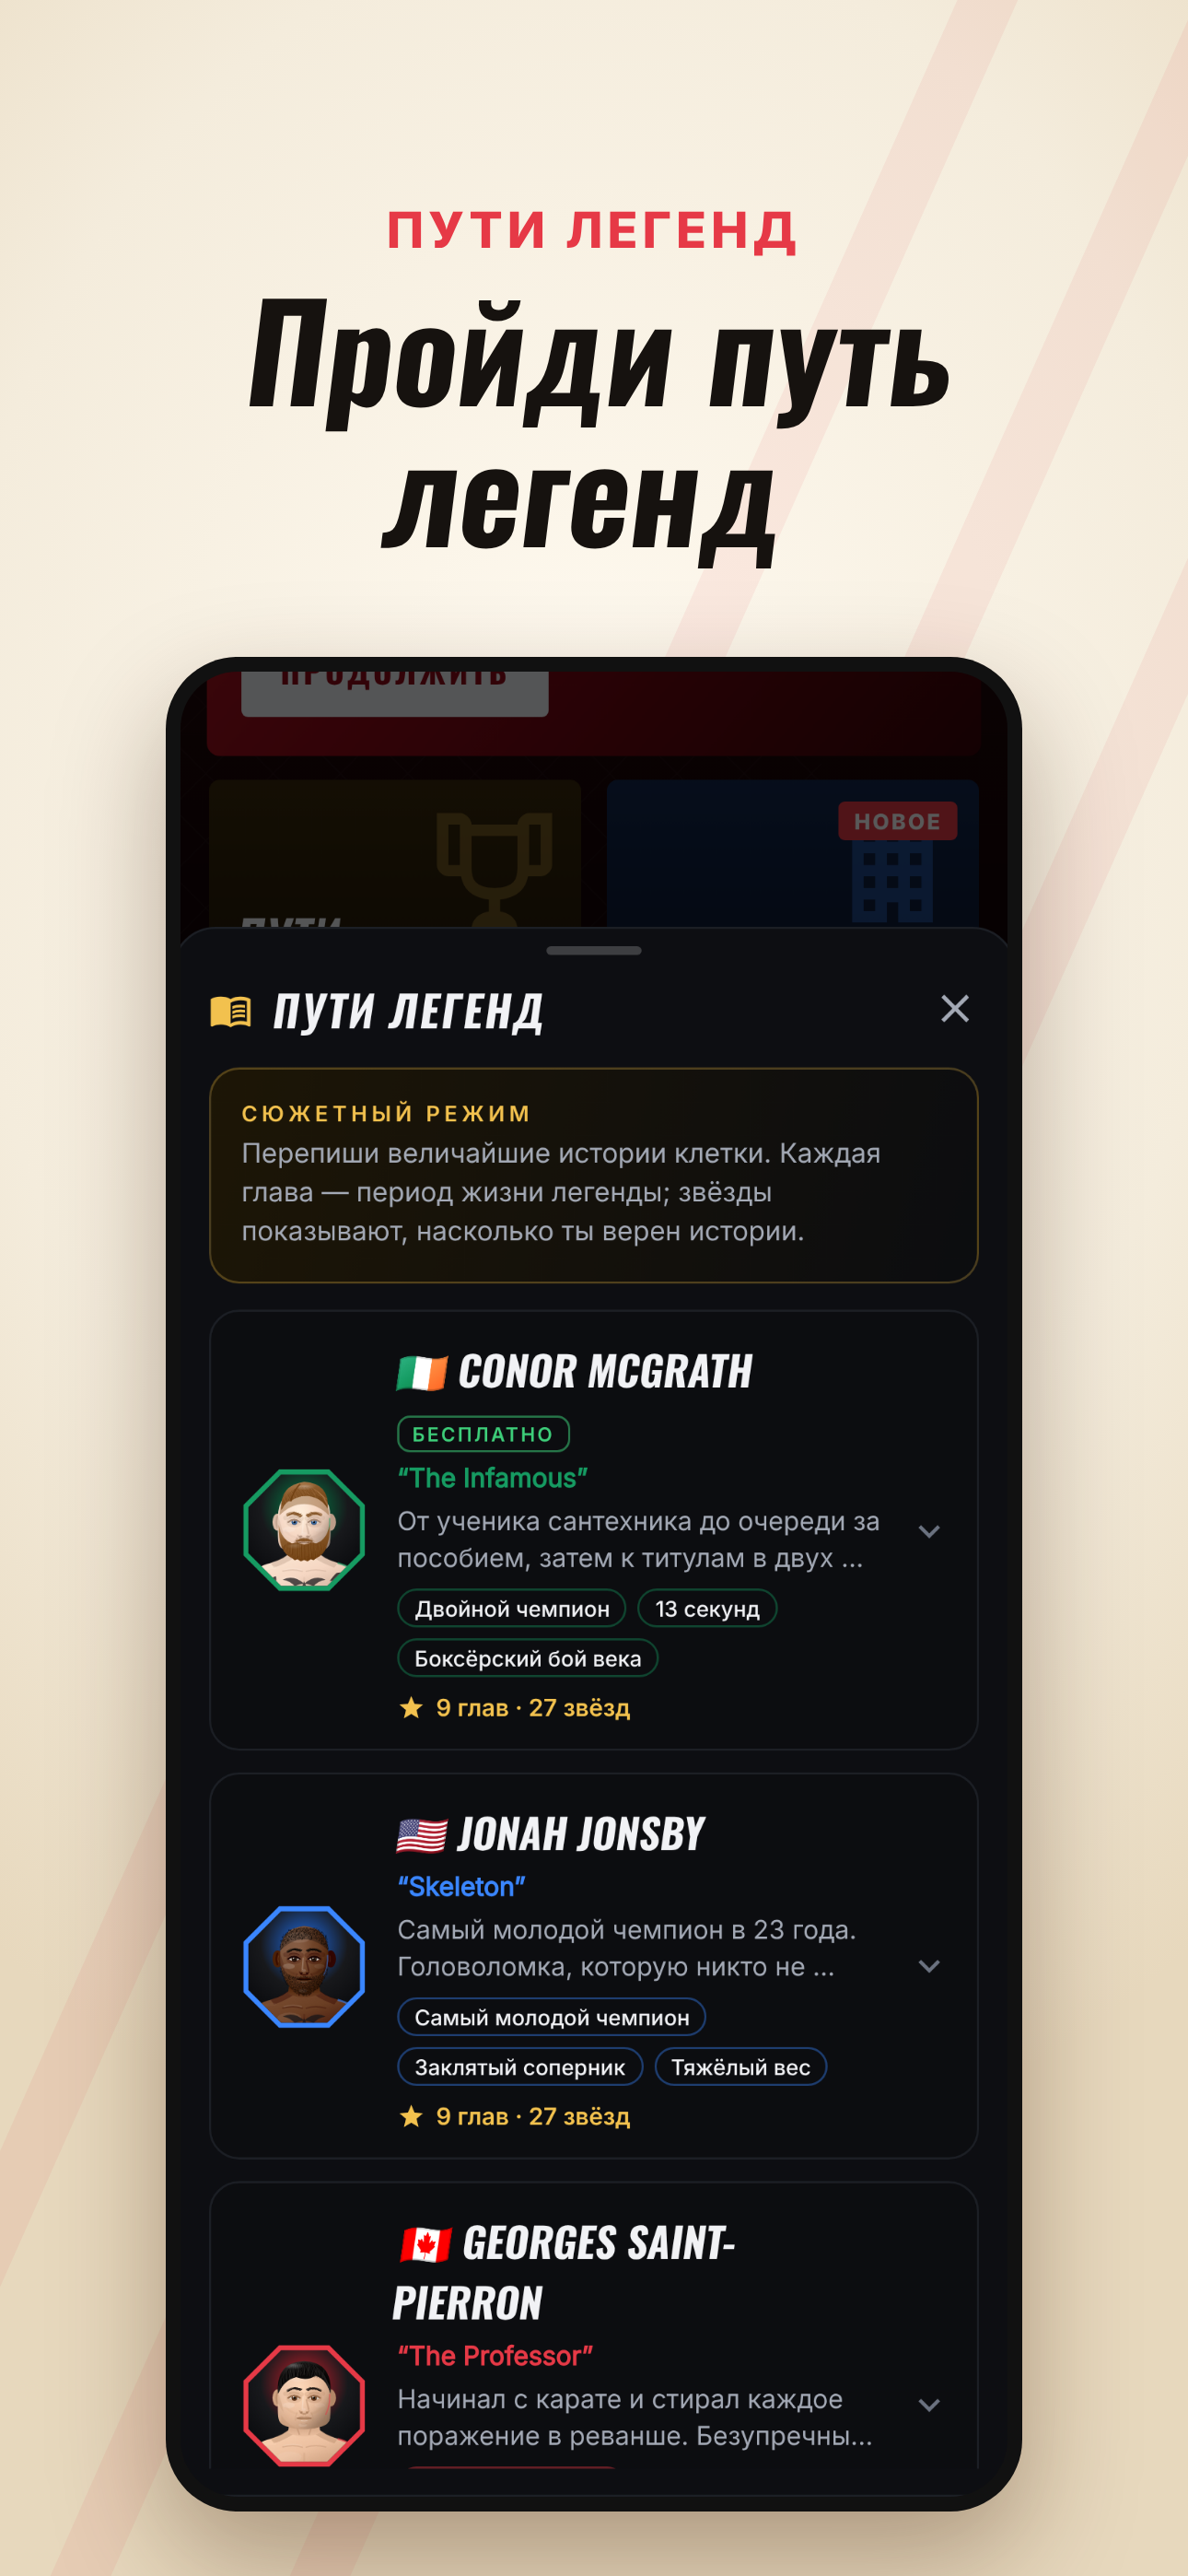 ПУТИ ЛЕГЕНД
Пройди путь
легенд
ПРОДОЛЖИТЬ
НОВОЕ
ПУТИ
ПУТИ ЛЕГЕНД
СЮЖЕТНЫЙ РЕЖИМ
Перепиши величайшие истории клетки. Каждая
глава — период жизни легенды; звёзды
показывают, насколько ты верен истории.
🇮🇪 CONOR MCGRATH
БЕСПЛАТНО
“The Infamous”
От ученика сантехника до очереди за
пособием, затем к титулам в двух ...
Двойной чемпион
13 секунд
Боксёрский бой века
9 глав · 27 звёзд
🇺🇸 JONAH JONSBY
“Skeleton”
Самый молодой чемпион в 23 года.
Головоломка, которую никто не ...
Самый молодой чемпион
Заклятый соперник
Тяжёлый вес
9 глав · 27 звёзд
🇨🇦 GEORGES SAINT-
PIERRON
“The Professor”
Начинал с карате и стирал каждое
поражение в реванше. Безупречны...